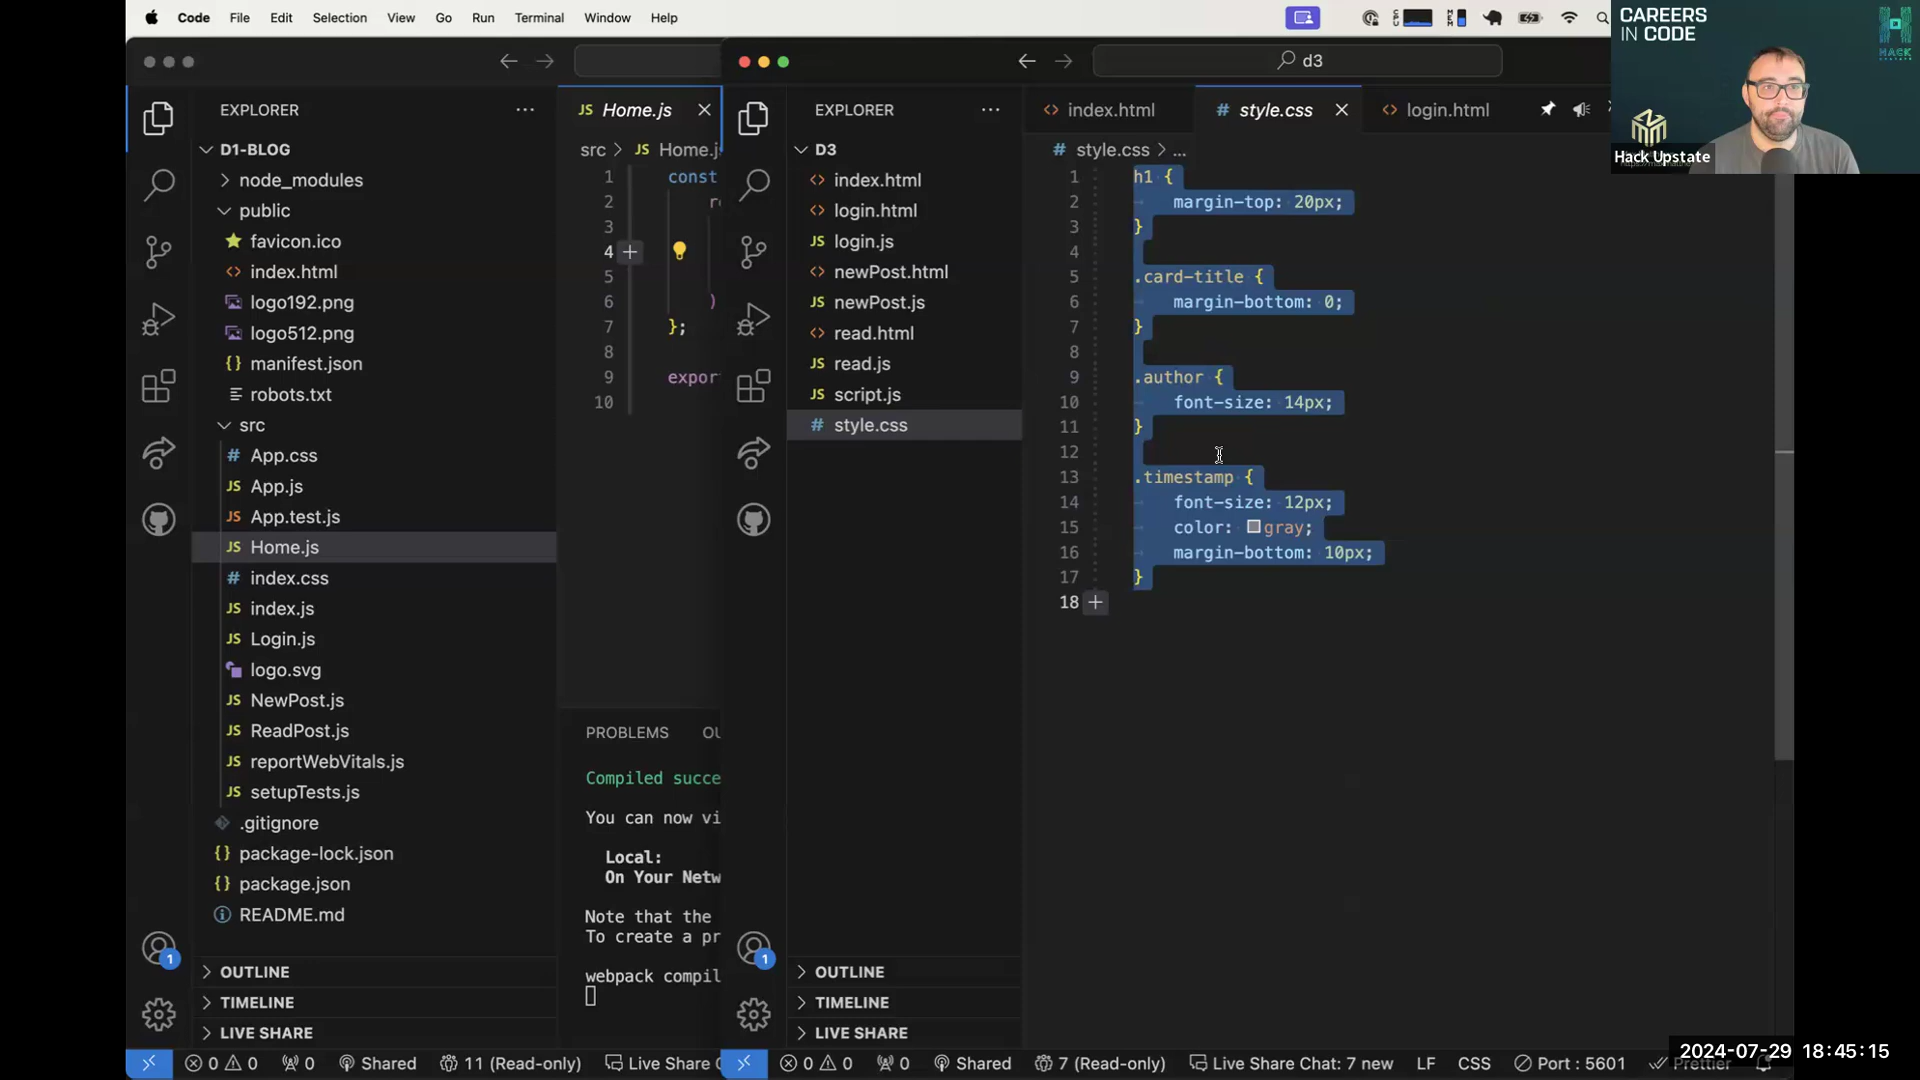 Code File Edit Selection View Go Run Terminal Window Help
CAREERS
IN CODE
HACK
Hack Upstate
EXPLORER
D1-BLOG
node_modules
public
favicon.ico
index.html
logo192.png
logo512.png
manifest.json
robots.txt
src
App.css
App.js
App.test.js
Home.js
index.css
index.js
Login.js
logo.svg
NewPost.js
ReadPost.js
reportWebVitals.js
setupTests.js
.gitignore
package-lock.json
package.json
README.md
OUTLINE
TIMELINE
LIVE SHARE
JS Home.js
src > JS Home.j
1 const
2 re
3
4
5
6 )
7 };
8
9 expor
10
PROBLEMS OU
Compiled succe
You can now vi
Local:
On Your Netw
Note that the
To create a pr
webpack compil
0 0 0 Shared 11 (Read-only) Live Share
d3
EXPLORER
D3
index.html
login.html
login.js
newPost.html
newPost.js
read.html
read.js
script.js
style.css
OUTLINE
TIMELINE
LIVE SHARE
index.html # style.css login.html
# style.css > ...
1 h1 {
2 margin-top: 20px;
3 }
4
5 .card-title {
6 margin-bottom: 0;
7 }
8
9 .author {
10 font-size: 14px;
11 }
12
13 .timestamp {
14 font-size: 12px;
15 color: gray;
16 margin-bottom: 10px;
17 }
18
0 0 0 Shared 7 (Read-only) Live Share Chat: 7 new LF CSS Port : 5601 Prettier
2024-07-29 18:45:15